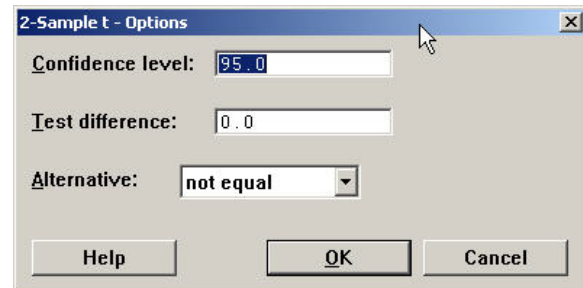 2-Sample t - Options
Confidence level: 95.0
Test difference: 0.0
Alternative: not equal
Help OK Cancel